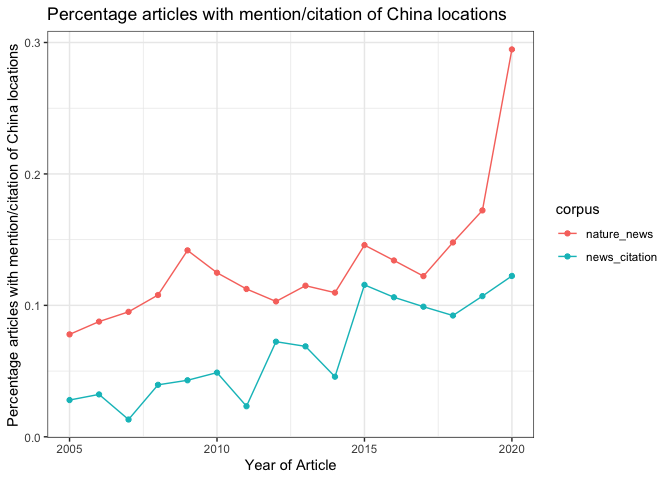 Percentage articles with mention/citation of China locations
Percentage articles with mention/citation of China locations
0.3
0.2
0.1
0.0
2005
2010
2015
2020
Year of Article
corpus
nature_news
news_citation